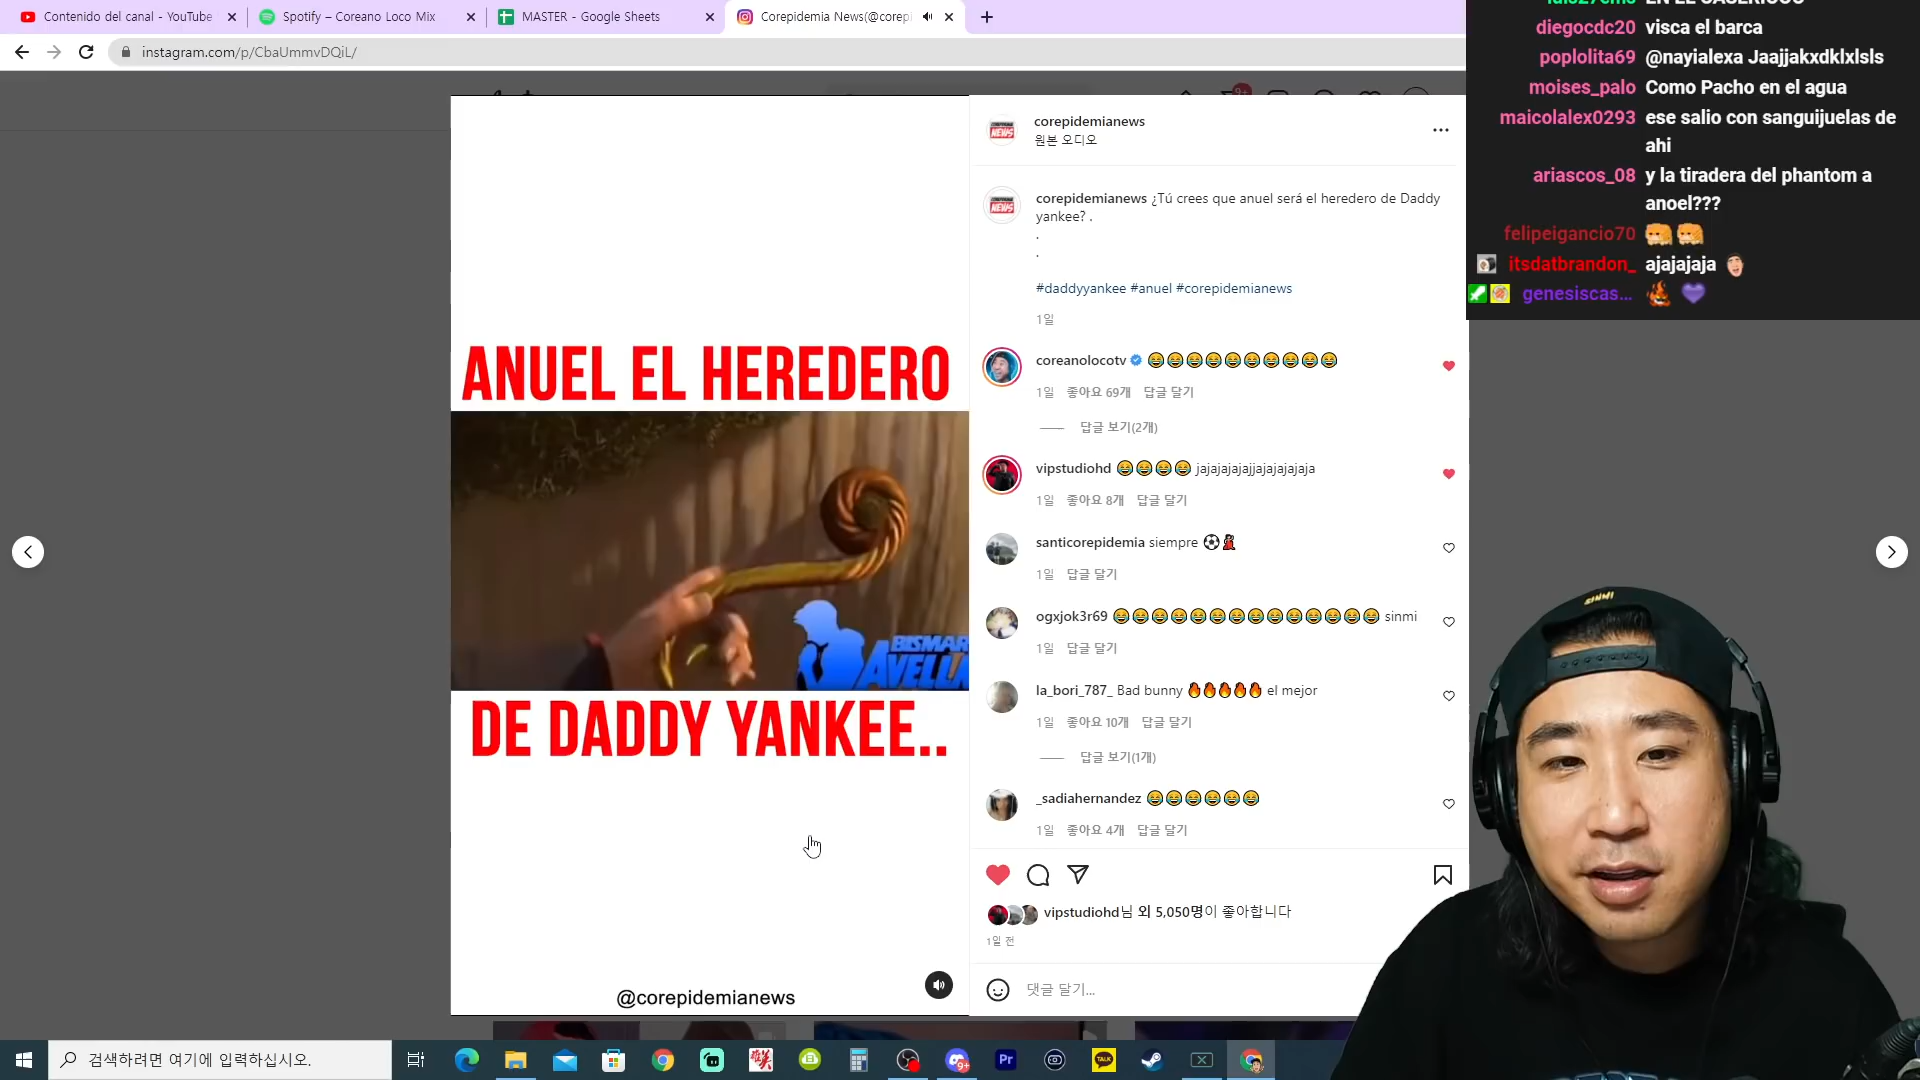 Contenido del canal - YouTube
Spotify – Coreano Loco Mix
MASTER - Google Sheets
Corepidemia News(@corepi
instagram.com/p/CbaUmmvDQiL/
ANUEL EL HEREDERO
DE DADDY YANKEE..
@corepidemianews
NEWS
corepidemianews
원본 오디오
NEWS
corepidemianews ¿Tú crees que anuel será el heredero de Daddy
yankee? .
.
.
#daddyyankee #anuel #corepidemianews
1일
coreanolocotv 😂😂😂😂😂😂😂😂😂😂
1일 좋아요 69개 답글 달기
답글 보기(2개)
vipstudiohd 😂😂😂😂 jajajajajajjajajajajaja
1일 좋아요 8개 답글 달기
santicorepidemia siempre ⚽💃
1일 답글 달기
ogxjok3r69 😂😂😂😂😂😂😂😂😂😂😂😂😂😂 sinmi
1일 답글 달기
la_bori_787_ Bad bunny 🔥🔥🔥🔥🔥 el mejor
1일 좋아요 10개 답글 달기
답글 보기(1개)
_sadiahernandez 😂😂😂😂😂😂
1일 좋아요 4개 답글 달기
vipstudiohd님 외 5,050명이 좋아합니다
1일 전
댓글 달기...
diegocdc20 visca el barca
poplolita69 @nayialexa Jaajjakxdklxlsls
moises_palo Como Pacho en el agua
maicolalex0293 ese salio con sanguijuelas de
ahi
ariascos_08 y la tiradera del phantom a
anoel???
felipeigancio70
itsdatbrandon_ ajajajaja
genesiscas...
SINMI
검색하려면 여기에 입력하십시오.
Pr
TALK
9+